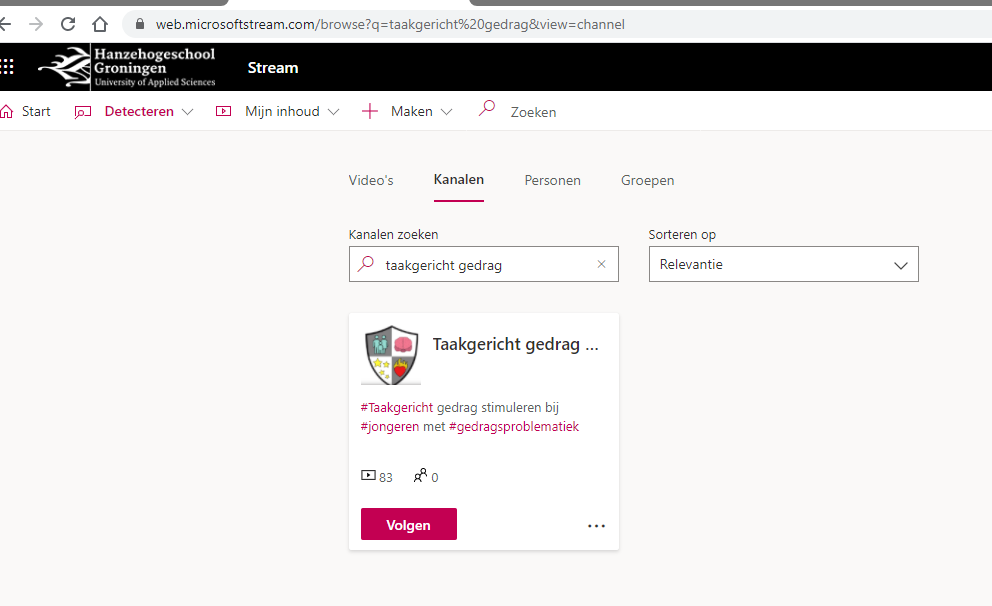 web.microsoftstream.com/browse?q=taakgericht%20gedrag&view=channel
Hanzehogeschool
Groningen
University of Applied Sciences
Stream
Start Detecteren Mijn inhoud Maken Zoeken
Video's Kanalen Personen Groepen
Kanalen zoeken Sorteren op
taakgericht gedrag Relevantie
Taakgericht gedrag ...
#Taakgericht gedrag stimuleren bij
#jongeren met #gedragsproblematiek
83 0
Volgen